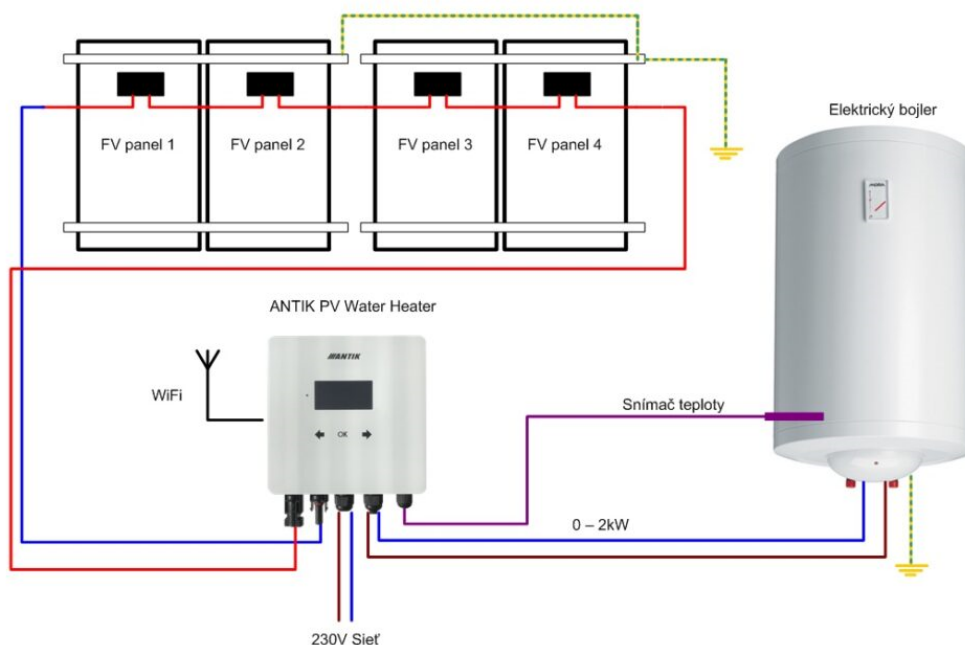 FV panel 1
FV panel 2
FV panel 3
FV panel 4
Elektrický bojler
ANTIK PV Water Heater
ANTIK
WiFi
OK
Snímač teploty
0 – 2kW
230V Sieť